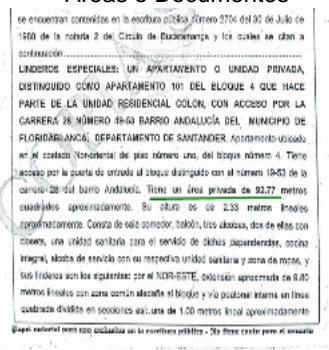 Áreas o Documentos
se encuentran contenidas en la escritura pública número 2704 del 30 de Julio de
1980 de la notaria 2 del Circulo de Bucaramanga y los cuales se citan a
continuación
LINDEROS ESPECIALES: UN APARTAMENTO O UNIDAD PRIVADA,
DISTINGUIDO COMO APARTAMENTO 101 DEL BLOQUE 4 QUE HACE
PARTE DE LA UNIDAD RESIDENCIAL COLON, CON ACCESO POR LA
CARRERA 28 NÚMERO 49-53 BARRIO ANDALUCÍA DEL MUNICIPIO DE
FLORIDABLANCA, DEPARTAMENTO DE SANTANDER. Apartamento ubicado
en el costado Nororiental del piso número uno, del bloque número 4. Tiene
acceso por la puerta de entrada al bloque distinguido con el número 19-53 de la
carrera 28 del barrio Andalucía. Tiene un área privada de 92.77 metros
cuadrados aproximadamente. Su altura es de 2.33 metros lineales
aproximadamente. Consta de sala comedor, balcón, tres alcobas, dos de ellas con
closets, una unidad sanitaria para el servicio de dichas dependencias, cocina
integral, alcoba de servicio con su respectiva unidad sanitaria y zona de ropas, y
sus linderos son los siguientes: por el NOR-ESTE, extensión aproximada de 9.80
metros lineales con zona común aledaña al bloque y vía peatonal interna en línea
quebrada dividida en secciones así: una de 1.00 metros lineal aproximadamente
Papel notarial para uso exclusivo en la escritura pública - No tiene costo para el usuario